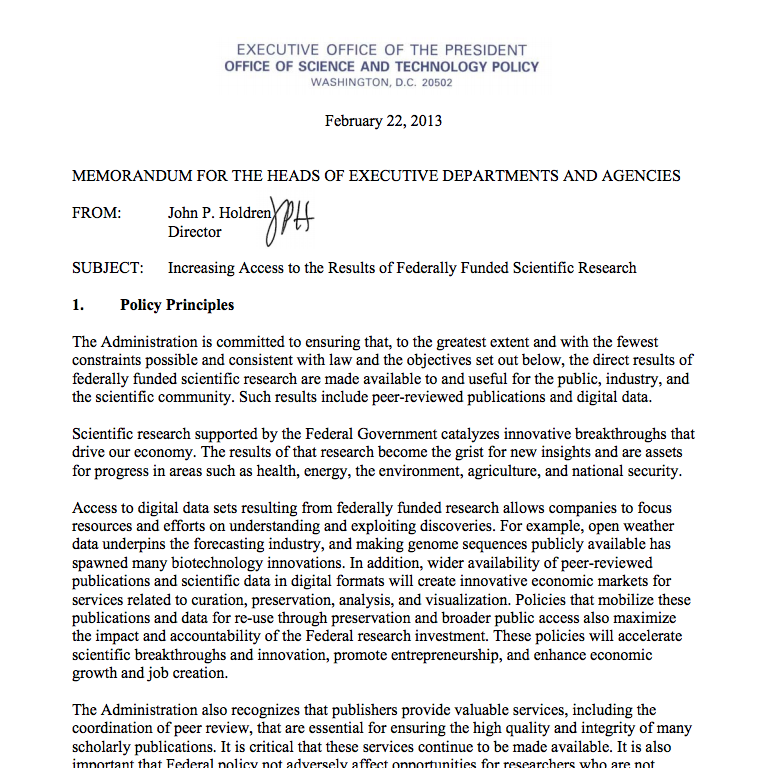 EXECUTIVE OFFICE OF THE PRESIDENT
OFFICE OF SCIENCE AND TECHNOLOGY POLICY
WASHINGTON, D.C. 20502
February 22, 2013
MEMORANDUM FOR THE HEADS OF EXECUTIVE DEPARTMENTS AND AGENCIES
FROM: John P. Holdren JPH
Director
SUBJECT: Increasing Access to the Results of Federally Funded Scientific Research
1. Policy Principles
The Administration is committed to ensuring that, to the greatest extent and with the fewest
constraints possible and consistent with law and the objectives set out below, the direct results of
federally funded scientific research are made available to and useful for the public, industry, and
the scientific community. Such results include peer-reviewed publications and digital data.
Scientific research supported by the Federal Government catalyzes innovative breakthroughs that
drive our economy. The results of that research become the grist for new insights and are assets
for progress in areas such as health, energy, the environment, agriculture, and national security.
Access to digital data sets resulting from federally funded research allows companies to focus
resources and efforts on understanding and exploiting discoveries. For example, open weather
data underpins the forecasting industry, and making genome sequences publicly available has
spawned many biotechnology innovations. In addition, wider availability of peer-reviewed
publications and scientific data in digital formats will create innovative economic markets for
services related to curation, preservation, analysis, and visualization. Policies that mobilize these
publications and data for re-use through preservation and broader public access also maximize
the impact and accountability of the Federal research investment. These policies will accelerate
scientific breakthroughs and innovation, promote entrepreneurship, and enhance economic
growth and job creation.
The Administration also recognizes that publishers provide valuable services, including the
coordination of peer review, that are essential for ensuring the high quality and integrity of many
scholarly publications. It is critical that these services continue to be made available. It is also
important that Federal policy not adversely affect opportunities for researchers who are not